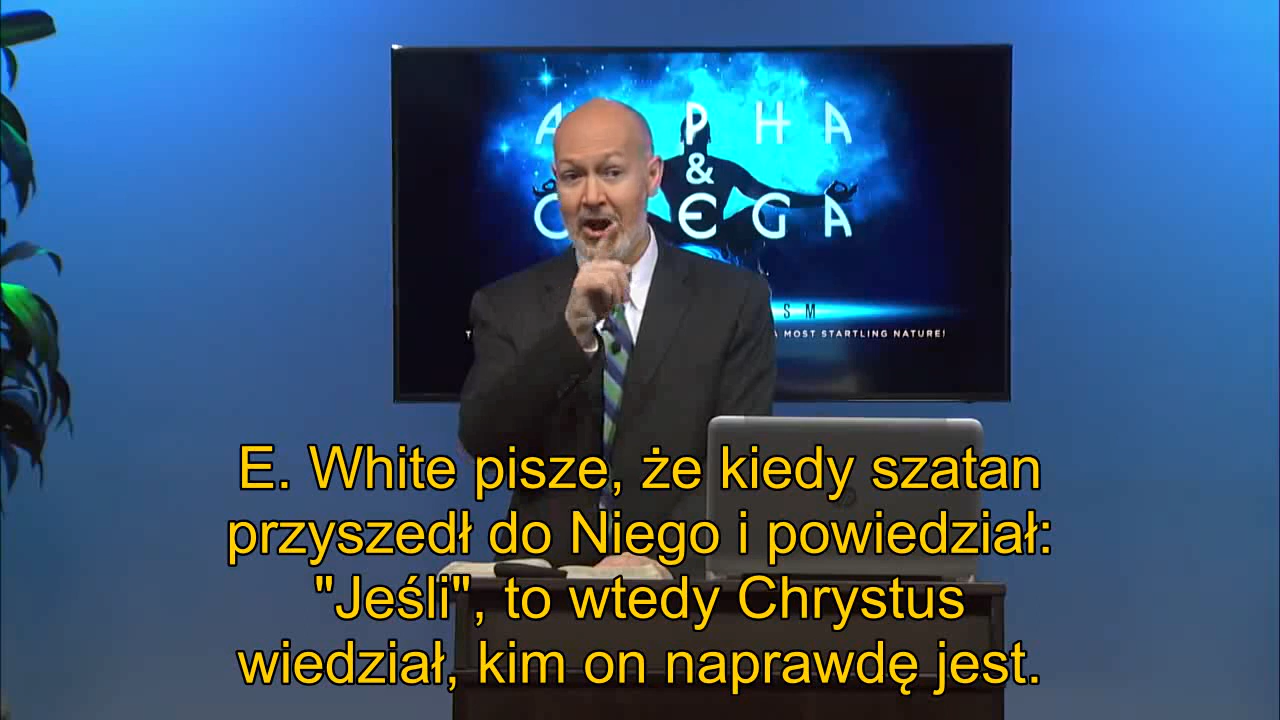 & 
SM
A MOST STARTLING NATURE!
E. White pisze, że kiedy szatan
przyszedł do Niego i powiedział:
"Jeśli", to wtedy Chrystus
wiedział, kim on naprawdę jest.